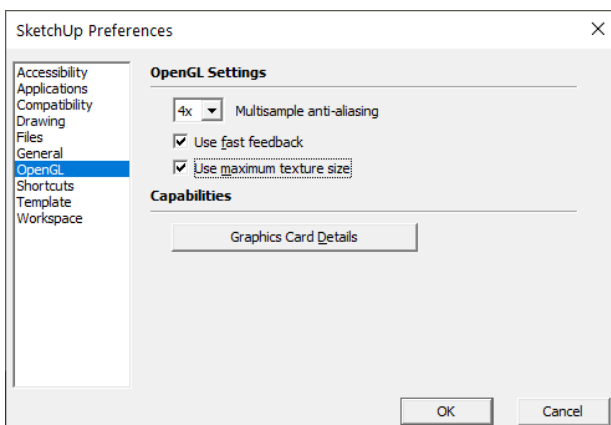 SketchUp Preferences
Accessibility
Applications
Compatibility
Drawing
Files
General
OpenGL
Shortcuts
Template
Workspace
OpenGL Settings
4x Multisample anti-aliasing
Use fast feedback
Use maximum texture size
Capabilities
Graphics Card Details
OK Cancel